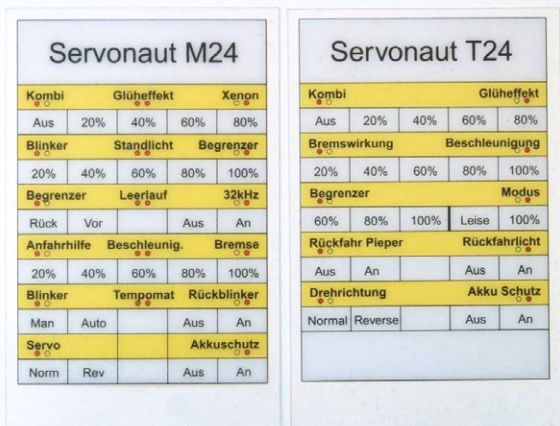 Servonaut M24
Kombi Glüheffekt Xenon
Aus 20% 40% 60% 80%
Blinker Standlicht Begrenzer
20% 40% 60% 80% 100%
Begrenzer Leerlauf 32kHz
Rück Vor Aus An
Anfahrhilfe Beschleunig. Bremse
20% 40% 60% 80% 100%
Blinker Tempomat Rückblinker
Man Auto Aus An
Servo Akkuschutz
Norm Rev Aus An
Servonaut T24
Kombi Glüheffekt
Aus 20% 40% 60% 80%
Bremswirkung Beschleunigung
20% 40% 60% 80% 100%
Begrenzer Modus
60% 80% 100% Leise 100%
Rückfahr Pieper Rückfahrlicht
Aus An Aus An
Drehrichtung Akku Schutz
Normal Reverse Aus An